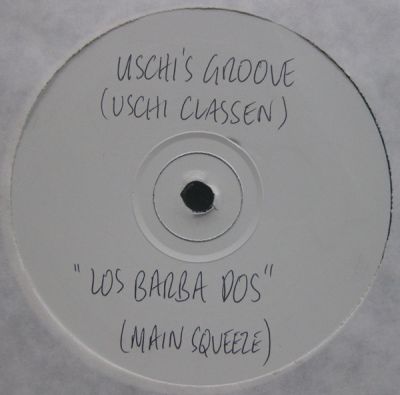 USCHI'S GROOVE
(USCHI CLASSEN)
"LOS BARBA DOS"
(MAIN SQUEEZE)